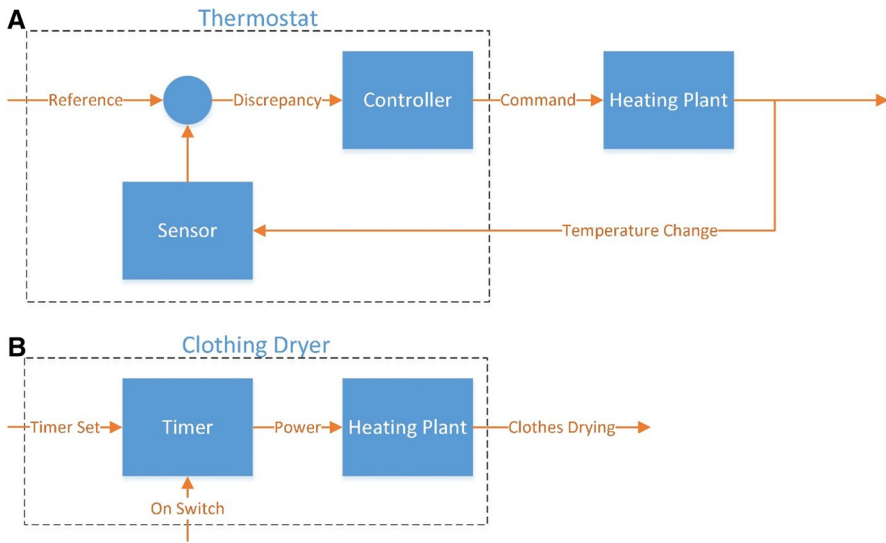 A
Thermostat
Reference
Discrepancy
Controller
Command
Heating Plant
Sensor
Temperature Change
B
Clothing Dryer
Timer Set
Timer
Power
Heating Plant
Clothes Drying
On Switch